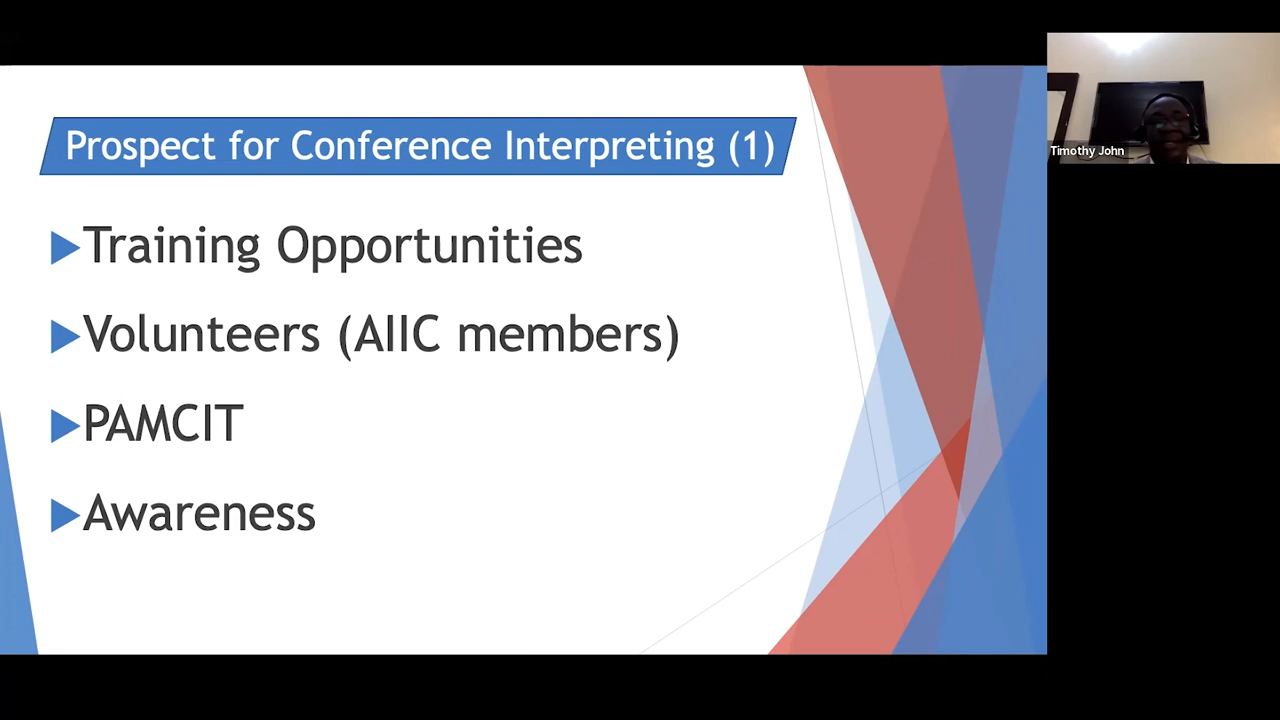 Prospect for Conference Interpreting (1)
Training Opportunities
Volunteers (AIIC members)
PAMCIT
Awareness
Timothy John